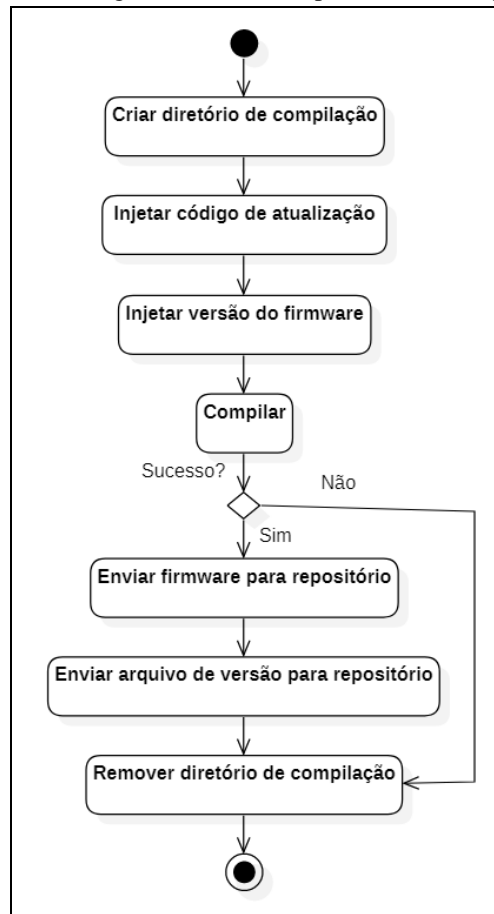 Criar diretório de compilação
Injetar código de atualização
Injetar versão do firmware
Compilar
Sucesso?
Não
Sim
Enviar firmware para repositório
Enviar arquivo de versão para repositório
Remover diretório de compilação